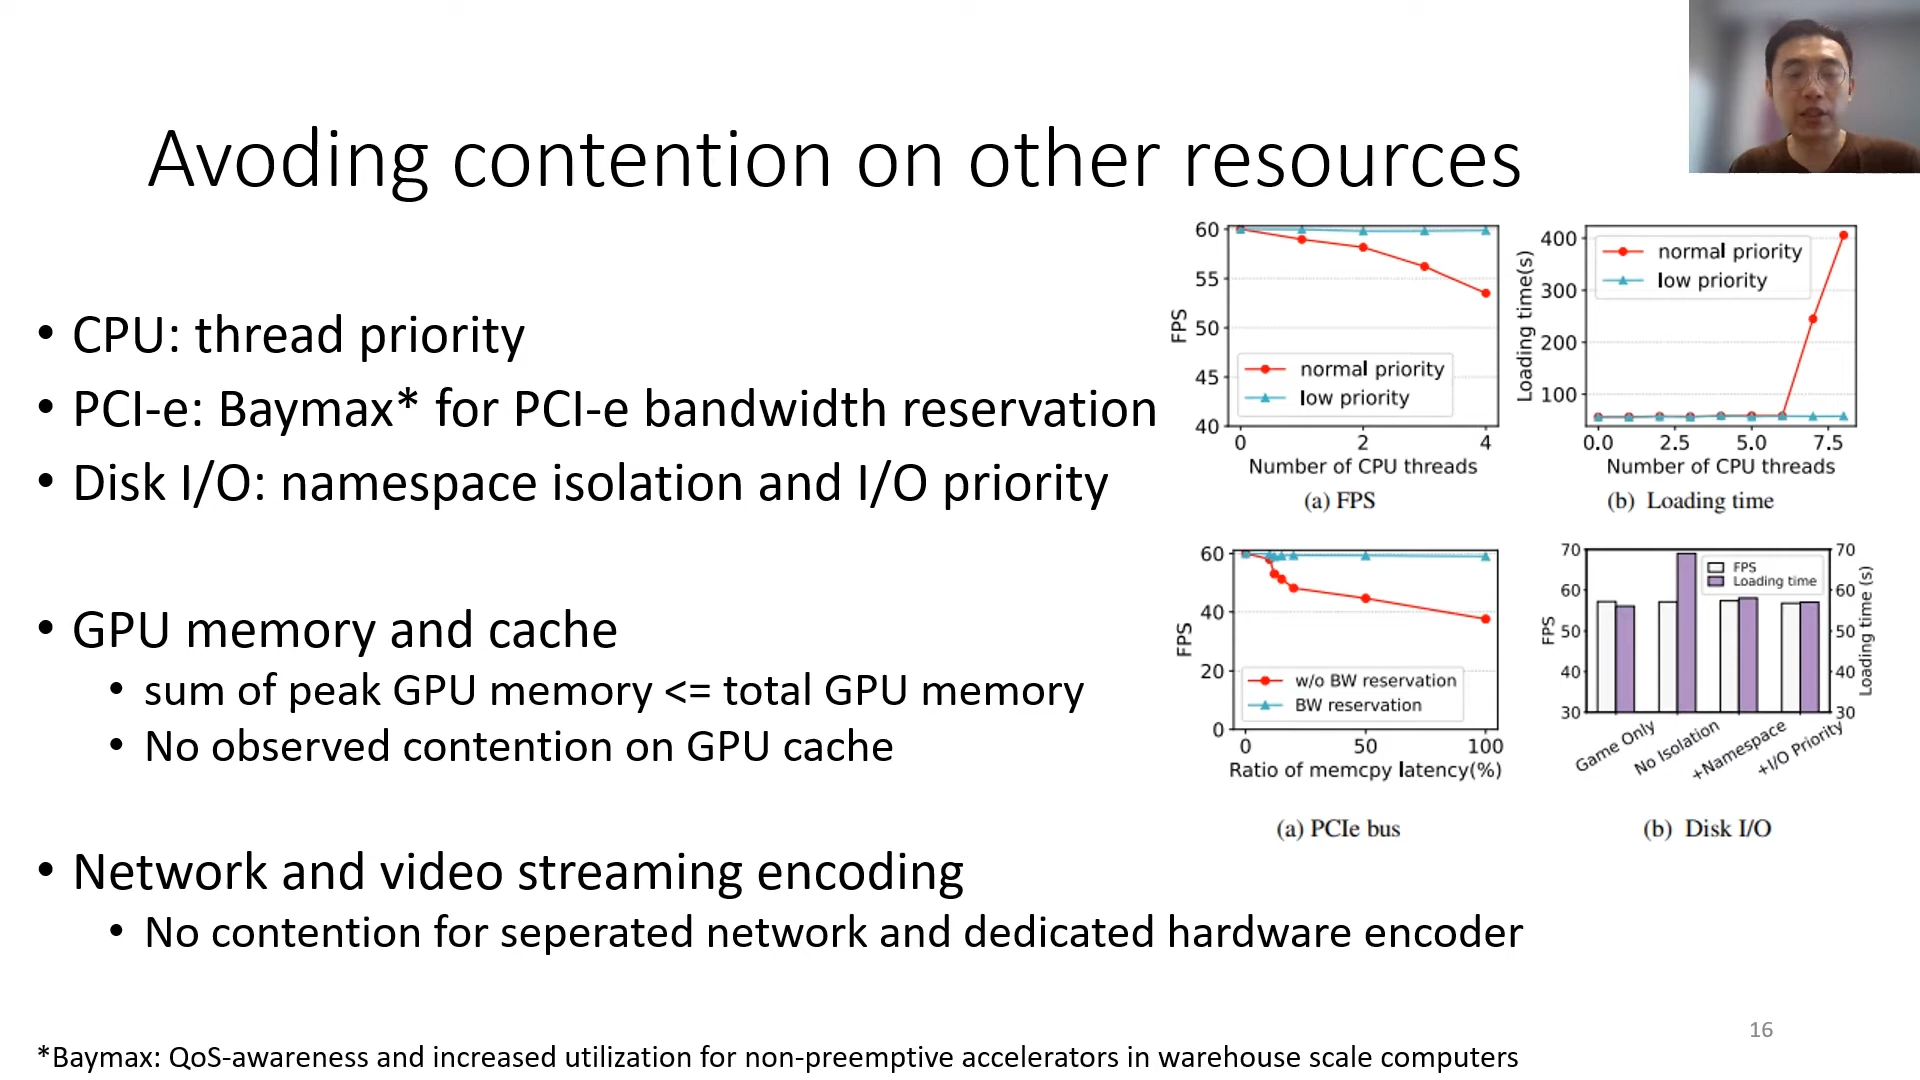 Avoding contention on other resources
• CPU: thread priority
• PCI-e: Baymax* for PCI-e bandwidth reservation
• Disk I/O: namespace isolation and I/O priority
• GPU memory and cache
• sum of peak GPU memory <= total GPU memory
• No observed contention on GPU cache
• Network and video streaming encoding
• No contention for seperated network and dedicated hardware encoder
60
55
50
45
40
FPS
normal priority
low priority
0 2 4
Number of CPU threads
(a) FPS
400
300
200
100
Loading time(s)
normal priority
low priority
0.0 2.5 5.0 7.5
Number of CPU threads
(b) Loading time
60
40
20
0
FPS
w/o BW reservation
BW reservation
0 50 100
Ratio of memcpy latency(%)
(a) PCIe bus
70
60
50
40
30
FPS
FPS
Loading time
70
60
50
40
30
Loading time (s)
Game Only
No Isolation
+Namespace
+I/O Priority
(b) Disk I/O
16
*Baymax: QoS-awareness and increased utilization for non-preemptive accelerators in warehouse scale computers